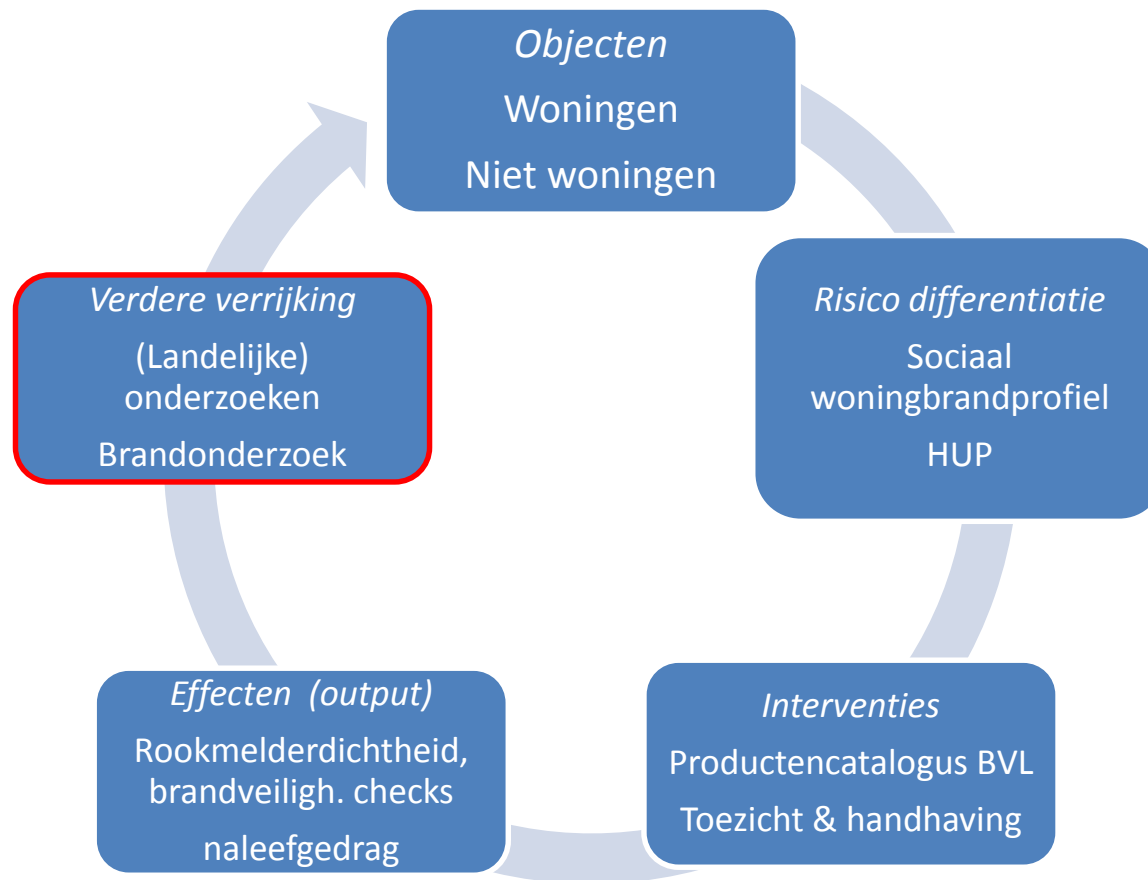 Objecten
Woningen
Niet woningen
Risico differentiatie
Sociaal
woningbrandprofiel
HUP
Interventies
Productencatalogus BVL
Toezicht & handhaving
Effecten (output)
Rookmelderdichtheid,
brandveiligh. checks
naleefgedrag
Verdere verrijking
(Landelijke)
onderzoeken
Brandonderzoek